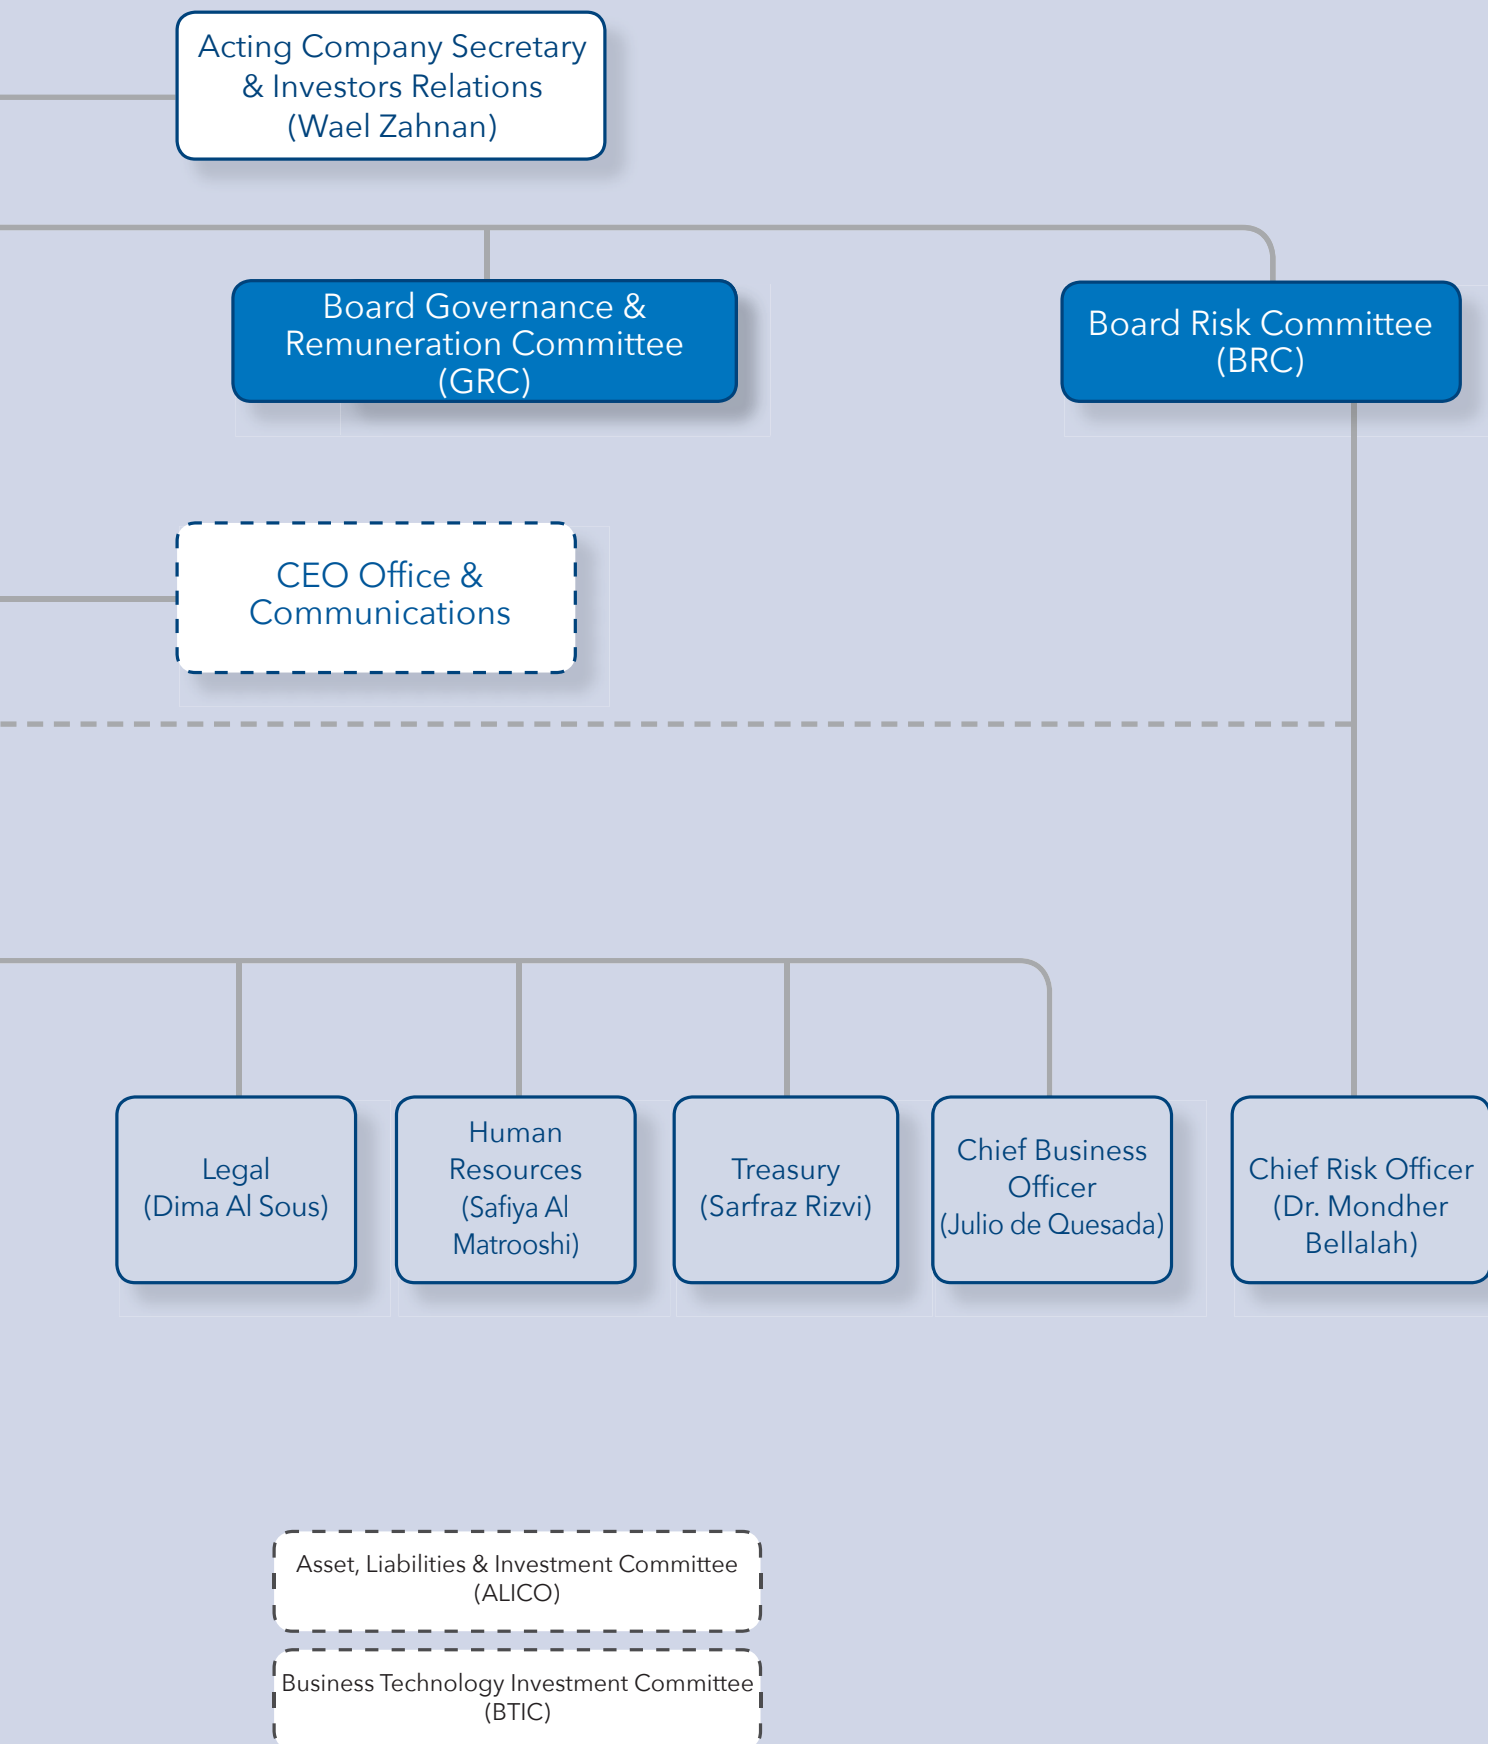 Acting Company Secretary
& Investors Relations
(Wael Zahnan)
Board Governance &
Remuneration Committee
(GRC)
Board Risk Committee
(BRC)
CEO Office &
Communications
Legal
(Dima Al Sous)
Human
Resources
(Safiya Al
Matrooshi)
Treasury
(Sarfraz Rizvi)
Chief Business
Officer
(Julio de Quesada)
Chief Risk Officer
(Dr. Mondher
Bellalah)
Asset, Liabilities & Investment Committee
(ALICO)
Business Technology Investment Committee
(BTIC)